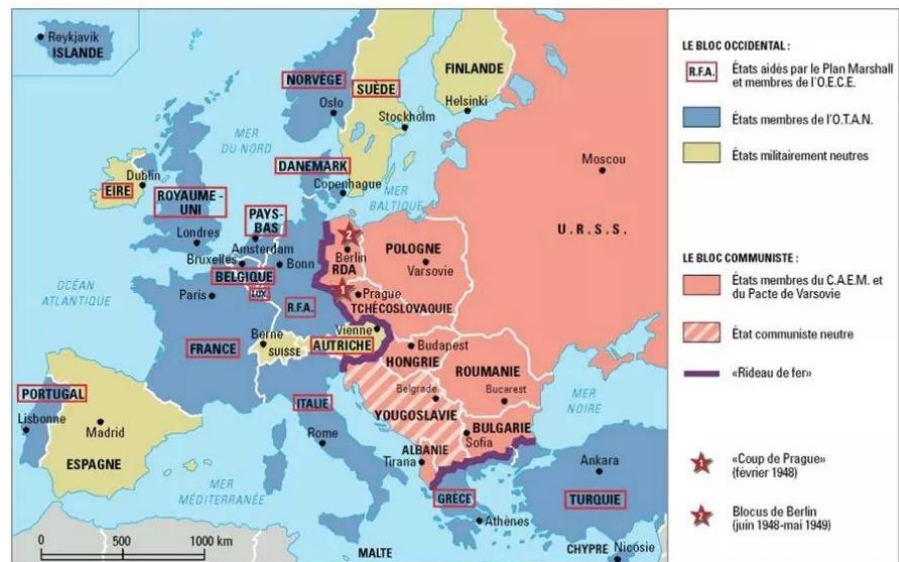 Reykjavik
ISLANDE
NORVÈGE
Oslo
SUÈDE
Stockholm
FINLANDE
Helsinki
MER
DU NORD
DANEMARK
Copenhague
MER
BALTIQUE
Moscou
U.R.S.S.
Dublin
EIRE
ROYAUME-
UNI
Londres
PAYS-
BAS
Amsterdam
Bruxelles
BELGIQUE
LUX.
Bonn
2
Berlin
RDA
POLOGNE
Varsovie
OCÉAN
ATLANTIQUE
Paris
R.F.A.
1
Prague
TCHÉCOSLOVAQUIE
FRANCE
Berne
SUISSE
Vienne
AUTRICHE
Budapest
HONGRIE
ROUMANIE
Bucarest
Belgrade
YOUGOSLAVIE
BULGARIE
Sofia
MER
NOIRE
PORTUGAL
Lisbonne
Madrid
ESPAGNE
ITALIE
Rome
ALBANIE
Tirana
MER
MÉDITERRANÉE
GRÈCE
Athènes
Ankara
TURQUIE
0 500 1000 km
MALTE
CHYPRE
Nicosie
LE BLOC OCCIDENTAL :
R.F.A.
États aidés par le Plan Marshall
et membres de l'O.E.C.E.
États membres de l'O.T.A.N.
États militairement neutres
LE BLOC COMMUNISTE :
États membres du C.A.E.M. et
du Pacte de Varsovie
État communiste neutre
«Rideau de fer»
1
«Coup de Prague»
(février 1948)
2
Blocus de Berlin
(juin 1948-mai 1949)